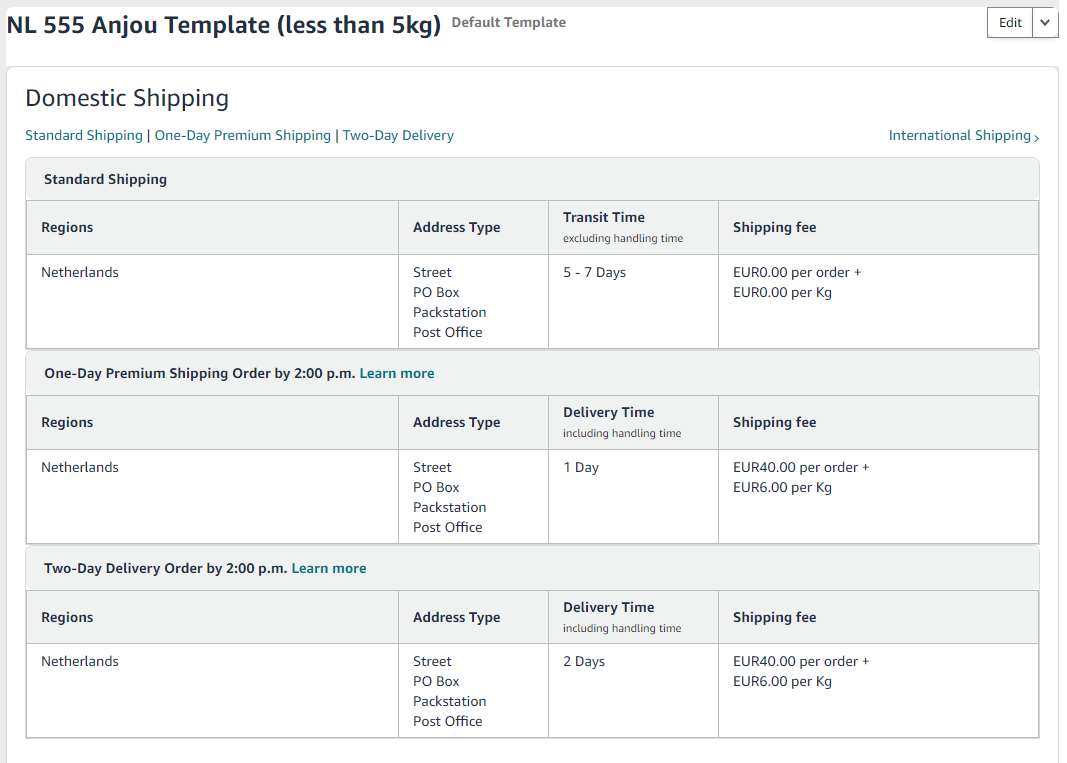 NL 555 Anjou Template (less than 5kg) Default Template
Edit
Domestic Shipping
Standard Shipping | One-Day Premium Shipping | Two-Day Delivery
International Shipping ›
Standard Shipping
Regions
Address Type
Transit Time
excluding handling time
Shipping fee
Netherlands
Street
PO Box
Packstation
Post Office
5 - 7 Days
EUR0.00 per order +
EUR0.00 per Kg
One-Day Premium Shipping Order by 2:00 p.m. Learn more
Regions
Address Type
Delivery Time
including handling time
Shipping fee
Netherlands
Street
PO Box
Packstation
Post Office
1 Day
EUR40.00 per order +
EUR6.00 per Kg
Two-Day Delivery Order by 2:00 p.m. Learn more
Regions
Address Type
Delivery Time
including handling time
Shipping fee
Netherlands
Street
PO Box
Packstation
Post Office
2 Days
EUR40.00 per order +
EUR6.00 per Kg